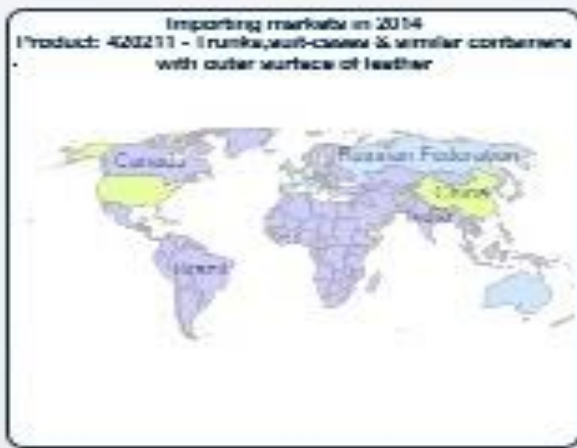 Importing markets in 2014
Product: 420211 - Trunks,suit-cases & similar containers
with outer surface of leather
Canada
Russian Federation
China
Brazil